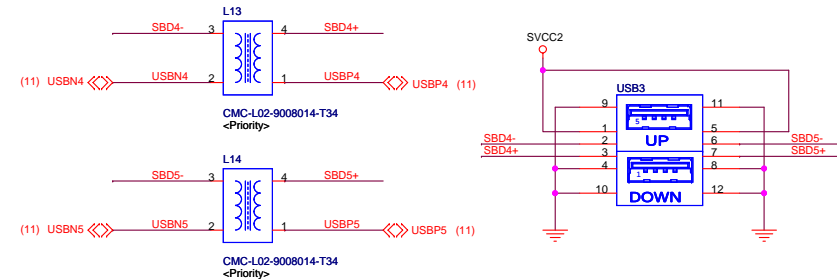 L13
SBD4- 3 4 SBD4+
(11) USBN4 USBN4 2 1 USBP4 USBP4 (11)
CMC-L02-9008014-T34
<Priority>
L14
SBD5- 3 4 SBD5+
(11) USBN5 USBN5 2 1 USBP5 USBP5 (11)
CMC-L02-9008014-T34
<Priority>
SVCC2
USB3
9 11
5
1 5
SBD4- 2 UP 6 SBD5-
SBD4+ 3 7 SBD5+
4 1 8
10 DOWN 12